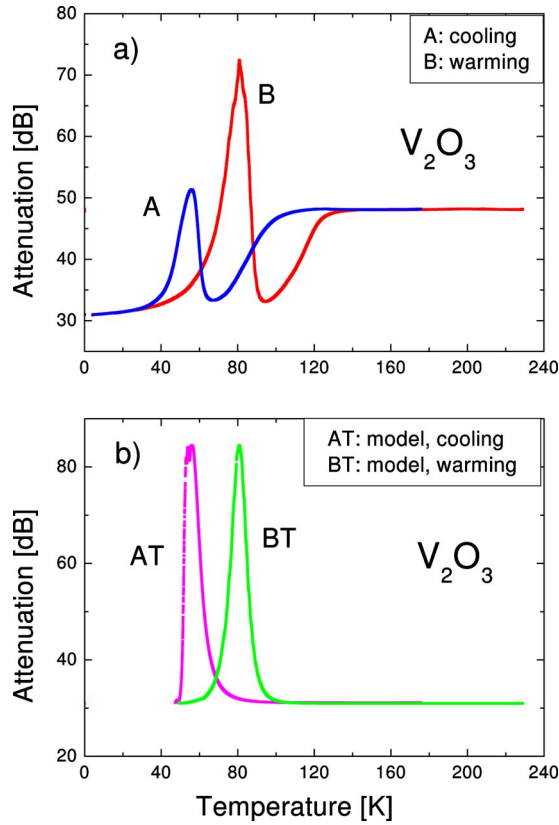 a)
A: cooling
B: warming
80
70
60
50
40
30
Attenuation [dB]
A
B
V₂O₃
0 40 80 120 160 200 240
b)
AT: model, cooling
BT: model, warming
80
60
40
20
Attenuation [dB]
AT
BT
V₂O₃
0 40 80 120 160 200 240
Temperature [K]